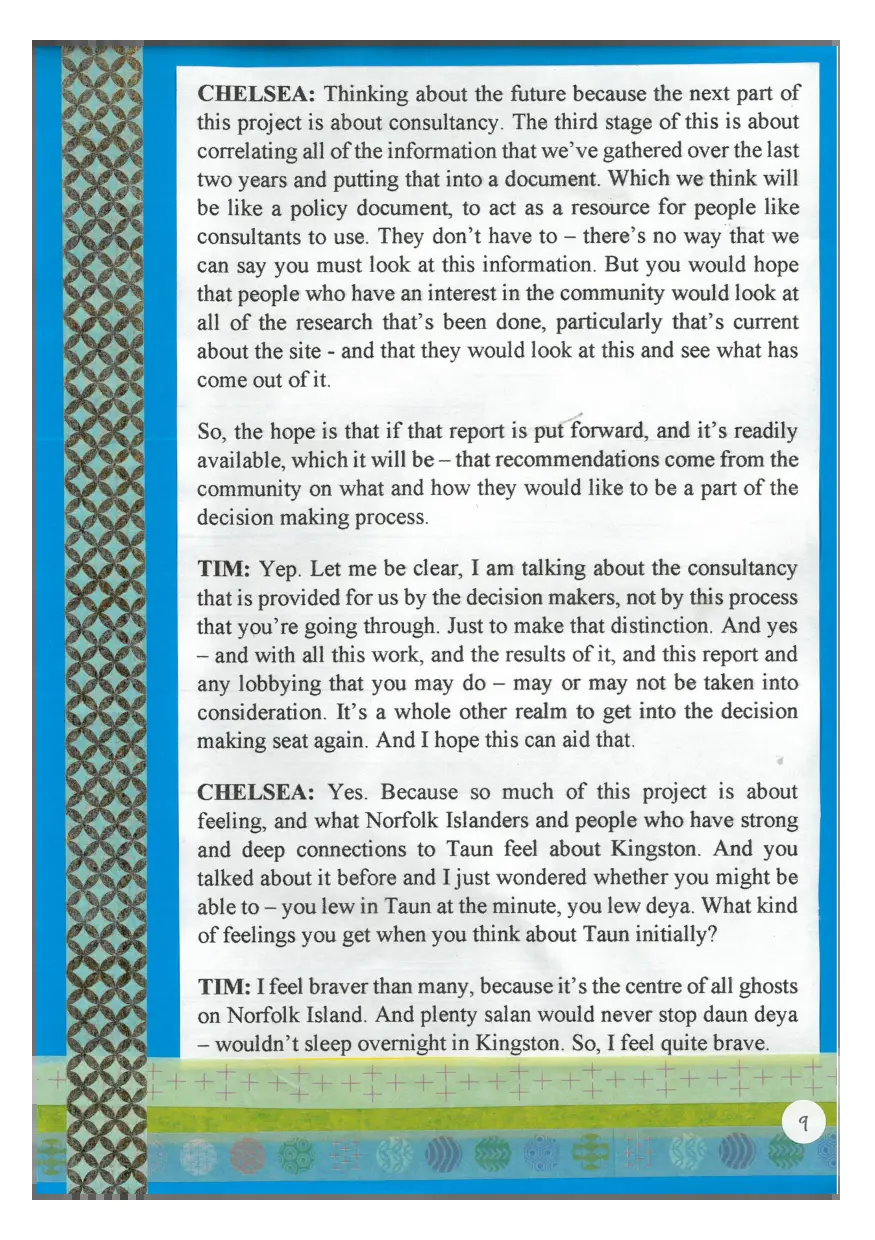 CHELSEA: Thinking about the future because the next part of
this project is about consultancy. The third stage of this is about
correlating all of the information that we’ve gathered over the last
two years and putting that into a document. Which we think will
be like a policy document, to act as a resource for people like
consultants to use. They don’t have to – there’s no way that we
can say you must look at this information. But you would hope
that people who have an interest in the community would look at
all of the research that’s been done, particularly that’s current
about the site - and that they would look at this and see what has
come out of it.
So, the hope is that if that report is put forward, and it’s readily
available, which it will be – that recommendations come from the
community on what and how they would like to be a part of the
decision making process.
TIM: Yep. Let me be clear, I am talking about the consultancy
that is provided for us by the decision makers, not by this process
that you’re going through. Just to make that distinction. And yes
– and with all this work, and the results of it, and this report and
any lobbying that you may do – may or may not be taken into
consideration. It’s a whole other realm to get into the decision
making seat again. And I hope this can aid that.
CHELSEA: Yes. Because so much of this project is about
feeling, and what Norfolk Islanders and people who have strong
and deep connections to Taun feel about Kingston. And you
talked about it before and I just wondered whether you might be
able to – you lew in Taun at the minute, you lew deya. What kind
of feelings you get when you think about Taun initially?
TIM: I feel braver than many, because it’s the centre of all ghosts
on Norfolk Island. And plenty salan would never stop daun deya
– wouldn’t sleep overnight in Kingston. So, I feel quite brave.
9